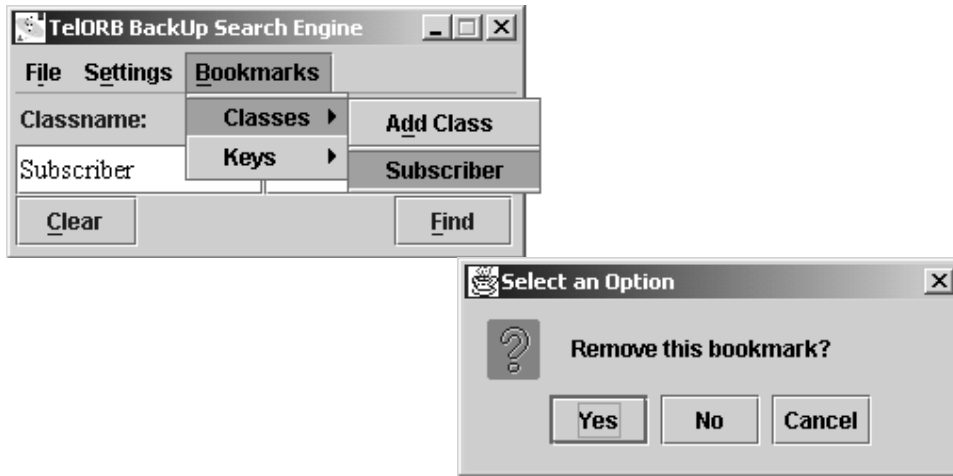 TelORB BackUp Search Engine
File Settings Bookmarks
Classname: Classes Add Class
Subscriber Keys Subscriber
Clear Find
Select an Option
Remove this bookmark?
Yes No Cancel